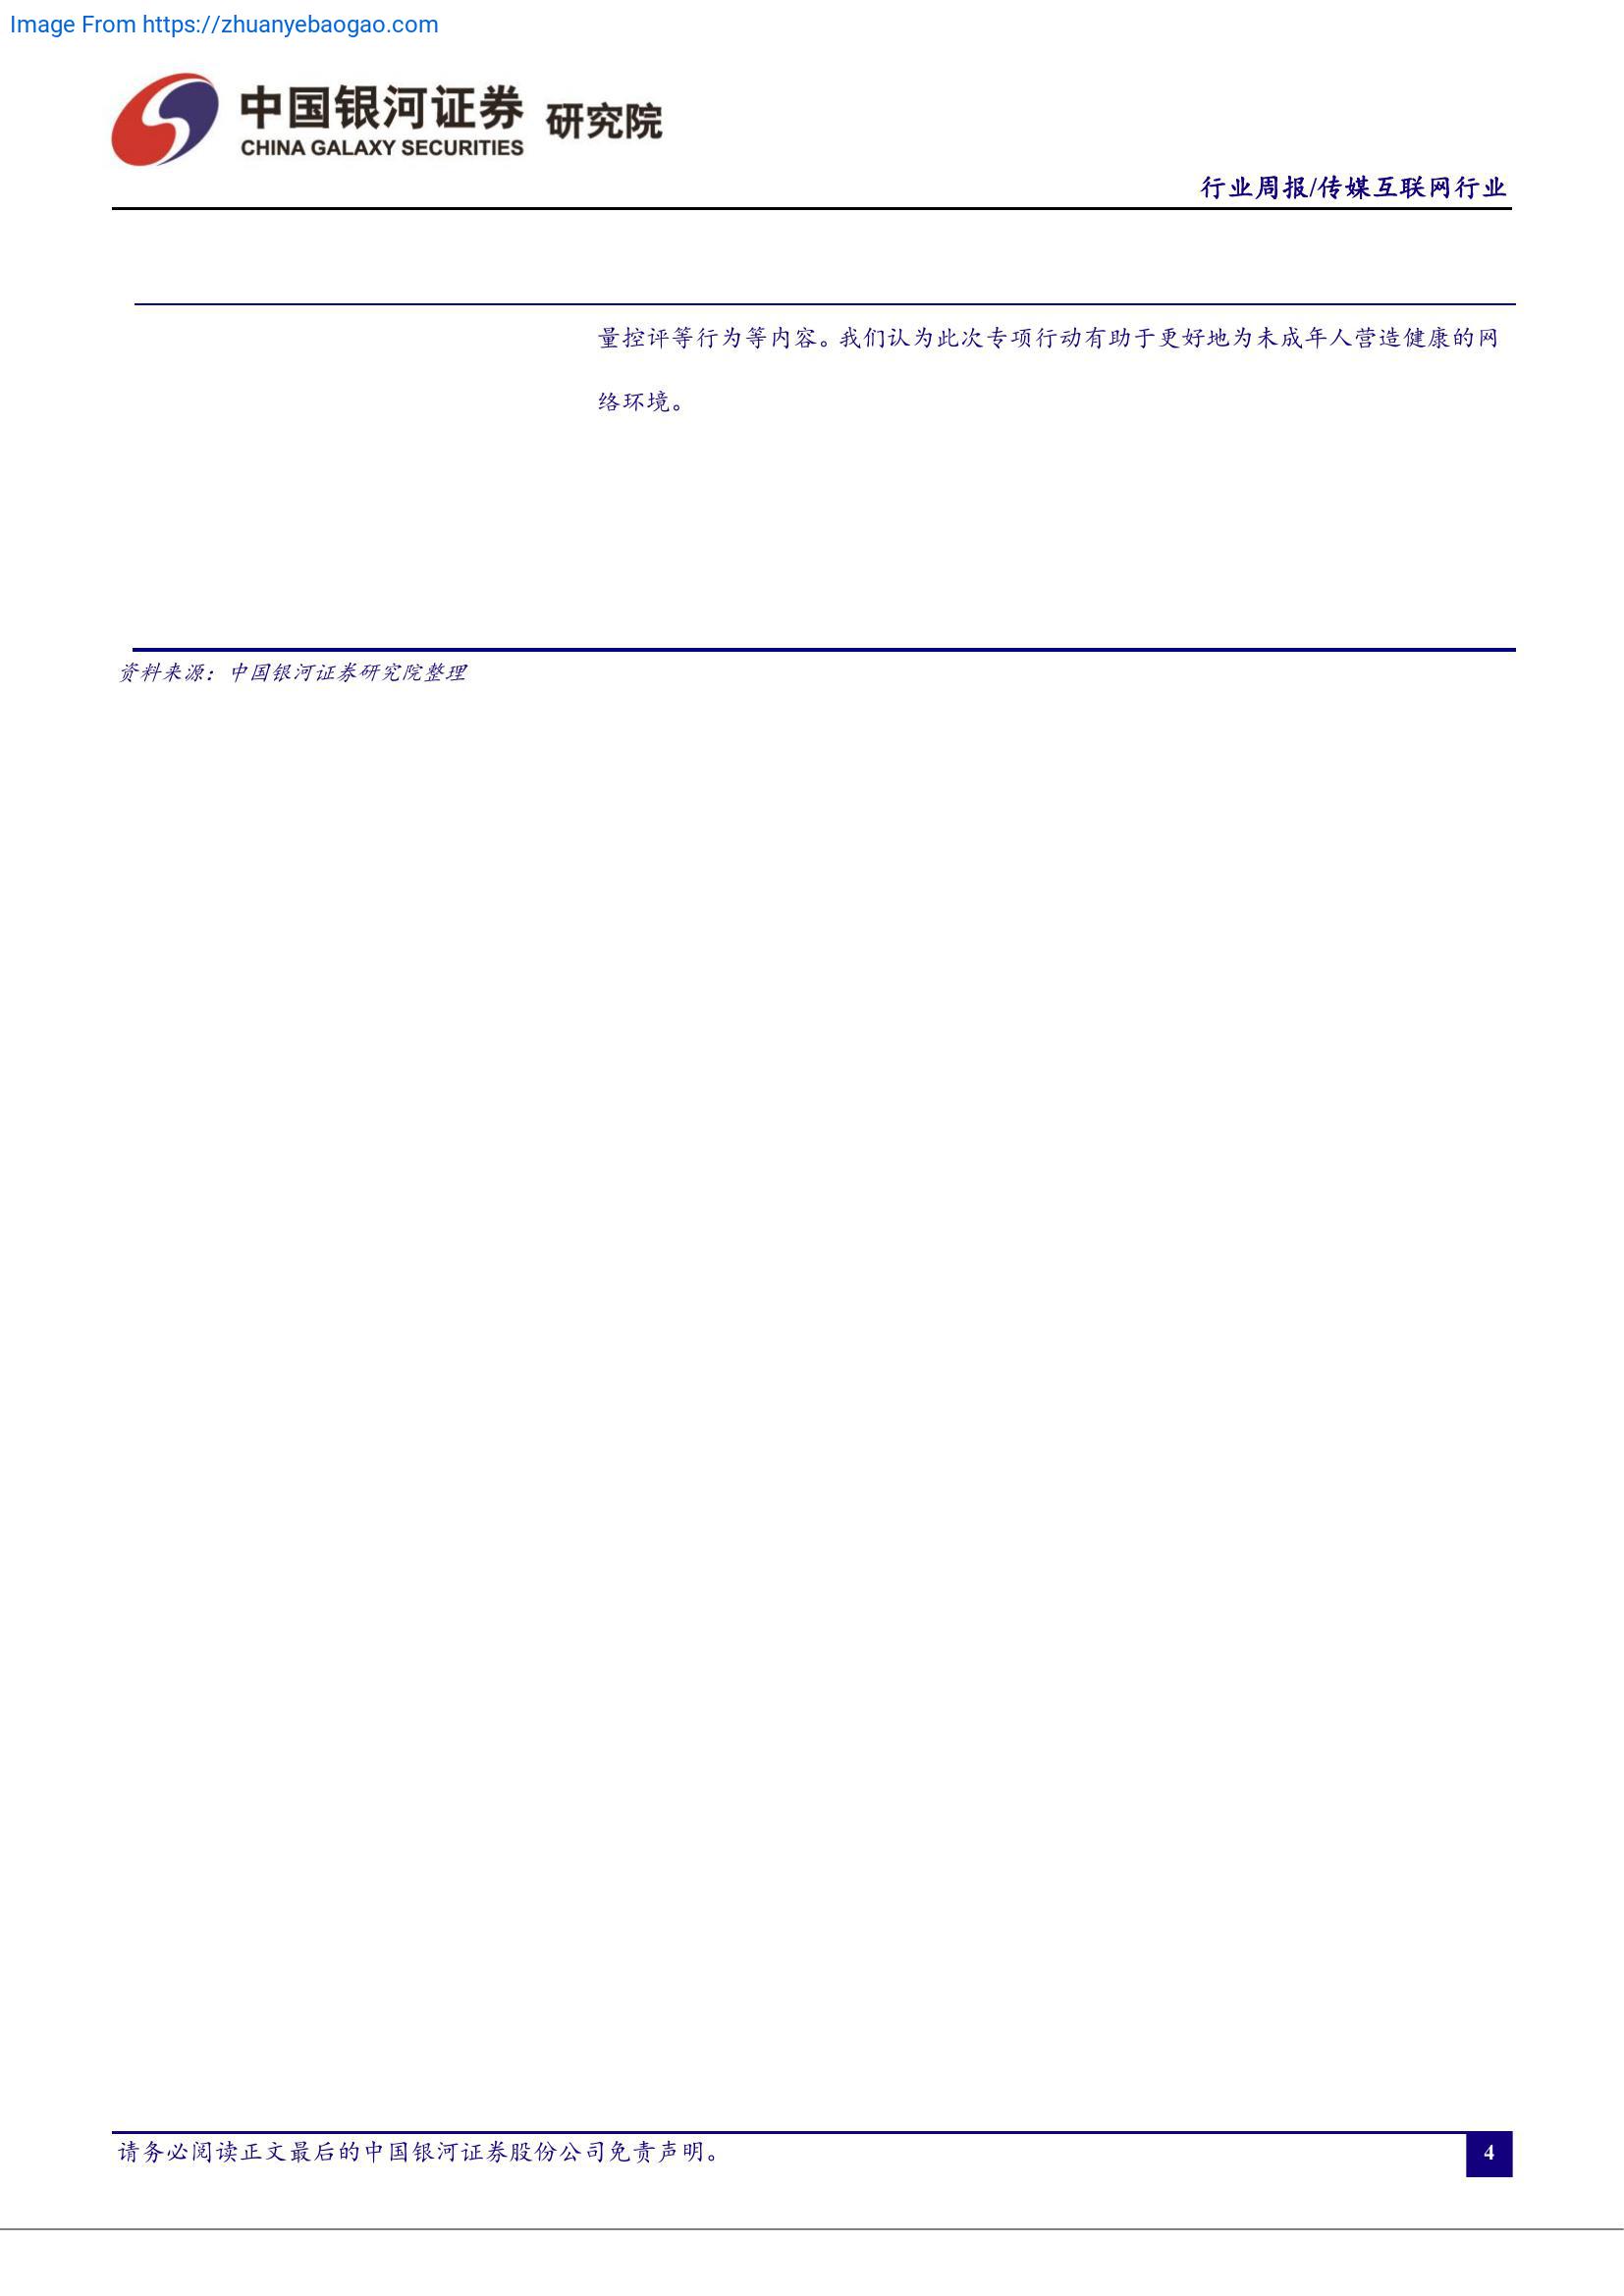 Image From https://zhuanyebaogao.com
中国银河证券 研究院
CHINA GALAXY SECURITIES
行业周报/传媒互联网行业
量控评等行为等内容。我们认为此次专项行动有助于更好地为未成年人营造健康的网
络环境。
资料来源：中国银河证券研究院整理
请务必阅读正文最后的中国银河证券股份公司免责声明。
4